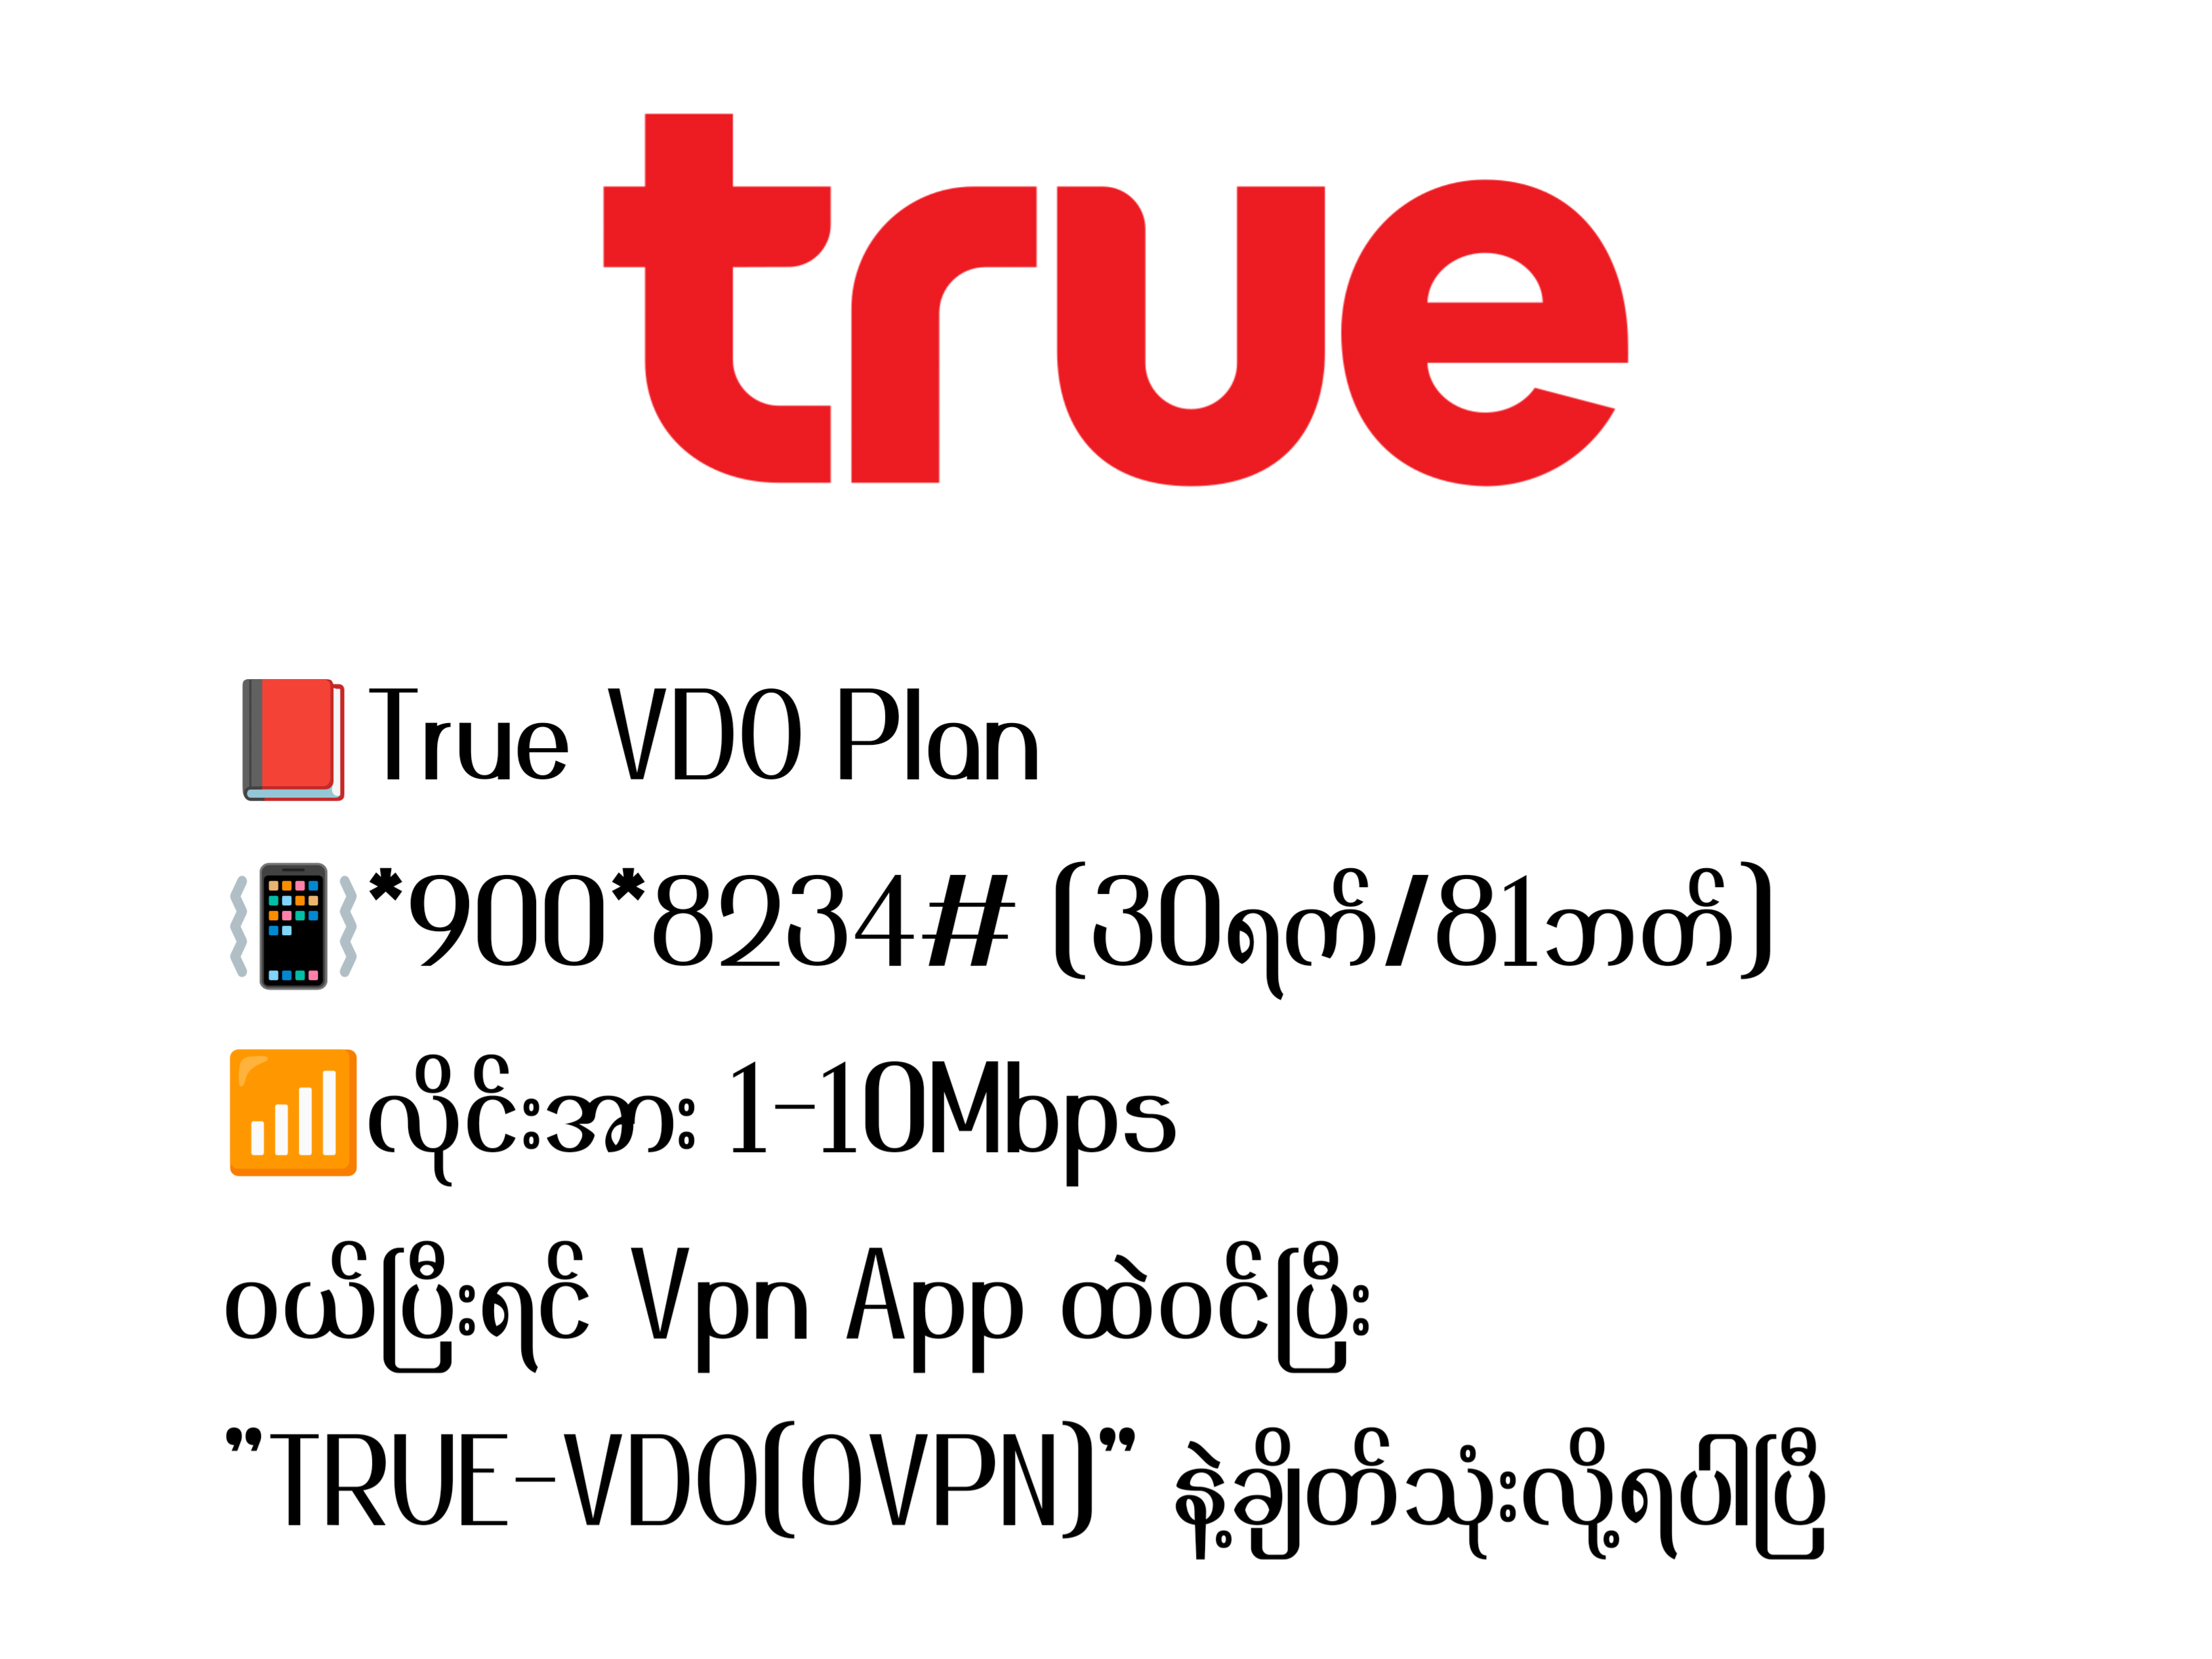 true
📕True VDO Plan
📳*900*8234# (30ရက်/81ဘတ်)
📶လိုင်းအား 1-10Mbps
ဝယ်ပြီးရင် Vpn App ထဲဝင်ပြီး
"TRUE-VDO(OVPN)" နဲ့ချိတ်သုံးလို့ရပါပြီ